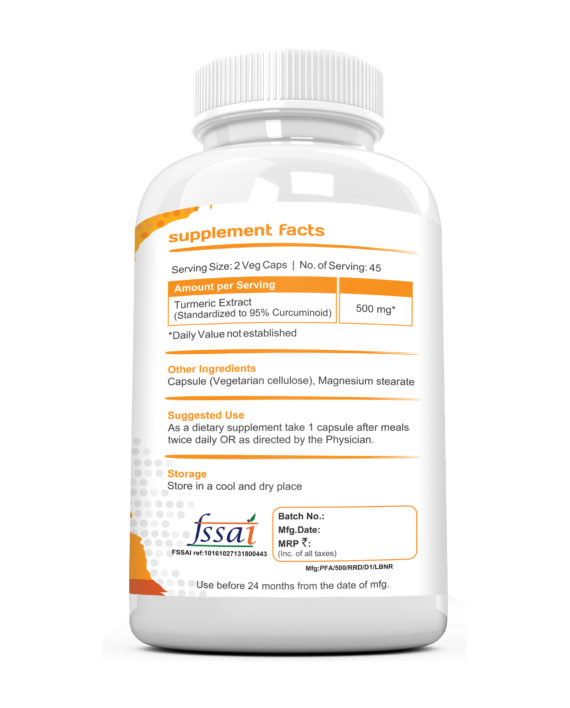 supplement facts
Serving Size: 2 Veg Caps | No. of Serving: 45
Amount per Serving
Turmeric Extract
(Standardized to 95% Curcuminoid)
500 mg*
*Daily Value not established
Other Ingredients
Capsule (Vegetarian cellulose), Magnesium stearate
Suggested Use
As a dietary supplement take 1 capsule after meals
twice daily OR as directed by the Physician.
Storage
Store in a cool and dry place
fssai
FSSAI ref:10161027131800443
Batch No.:
Mfg.Date:
MRP ₹:
(Inc. of all taxes)
Mfg;PFA/500/RRD/D1/LBNR
Use before 24 months from the date of mfg.